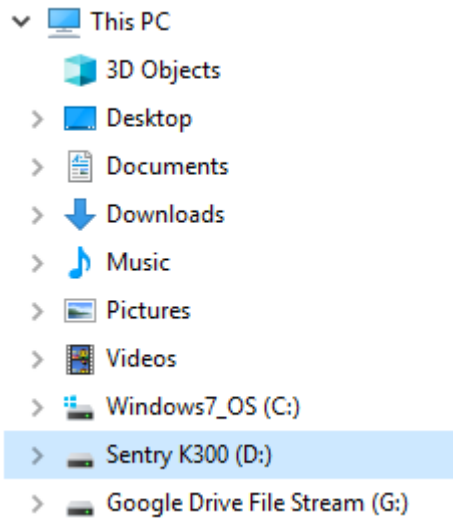 This PC
3D Objects
Desktop
Documents
Downloads
Music
Pictures
Videos
Windows7_OS (C:)
Sentry K300 (D:)
Google Drive File Stream (G:)